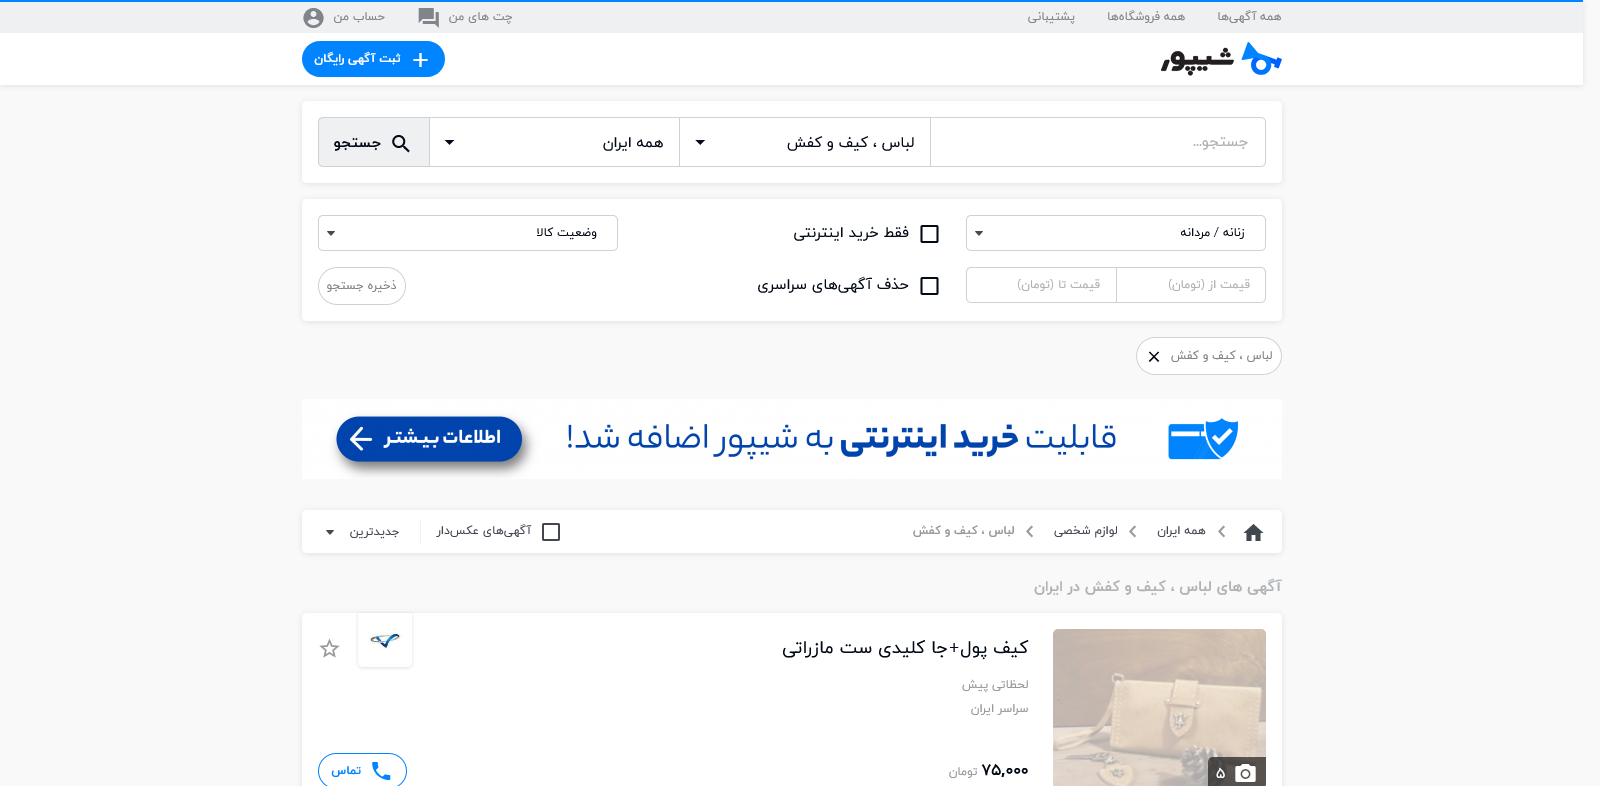 همه آگهی‌ها
همه فروشگاه‌ها
پشتیبانی
چت های من
حساب من
شیپور
ثبت آگهی رایگان
جستجو...
لباس ، کیف و کفش
همه ایران
جستجو
زنانه / مردانه
فقط خرید اینترنتی
وضعیت کالا
قیمت از (تومان)
قیمت تا (تومان)
حذف آگهی‌های سراسری
ذخیره جستجو
لباس ، کیف و کفش
قابلیت خرید اینترنتی به شیپور اضافه شد!
اطلاعات بیشتر
همه ایران
لوازم شخصی
لباس ، کیف و کفش
آگهی‌های عکس‌دار
جدیدترین
آگهی های لباس ، کیف و کفش در ایران
کیف پول+جا کلیدی ست مازراتی
لحظاتی پیش
سراسر ایران
۷۵,۰۰۰ تومان
تماس
۵